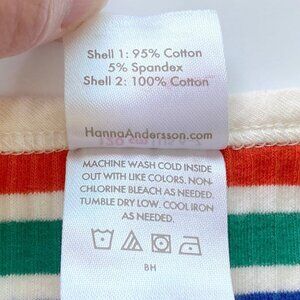 Shell 1: 95% Cotton
5% Spandex
Shell 2: 100% Cotton
HannaAndersson.com
MACHINE WASH COLD INSIDE
OUT WITH LIKE COLORS. NON-
CHLORINE BLEACH AS NEEDED.
TUMBLE DRY LOW. COOL IRON
AS NEEDED.
BH